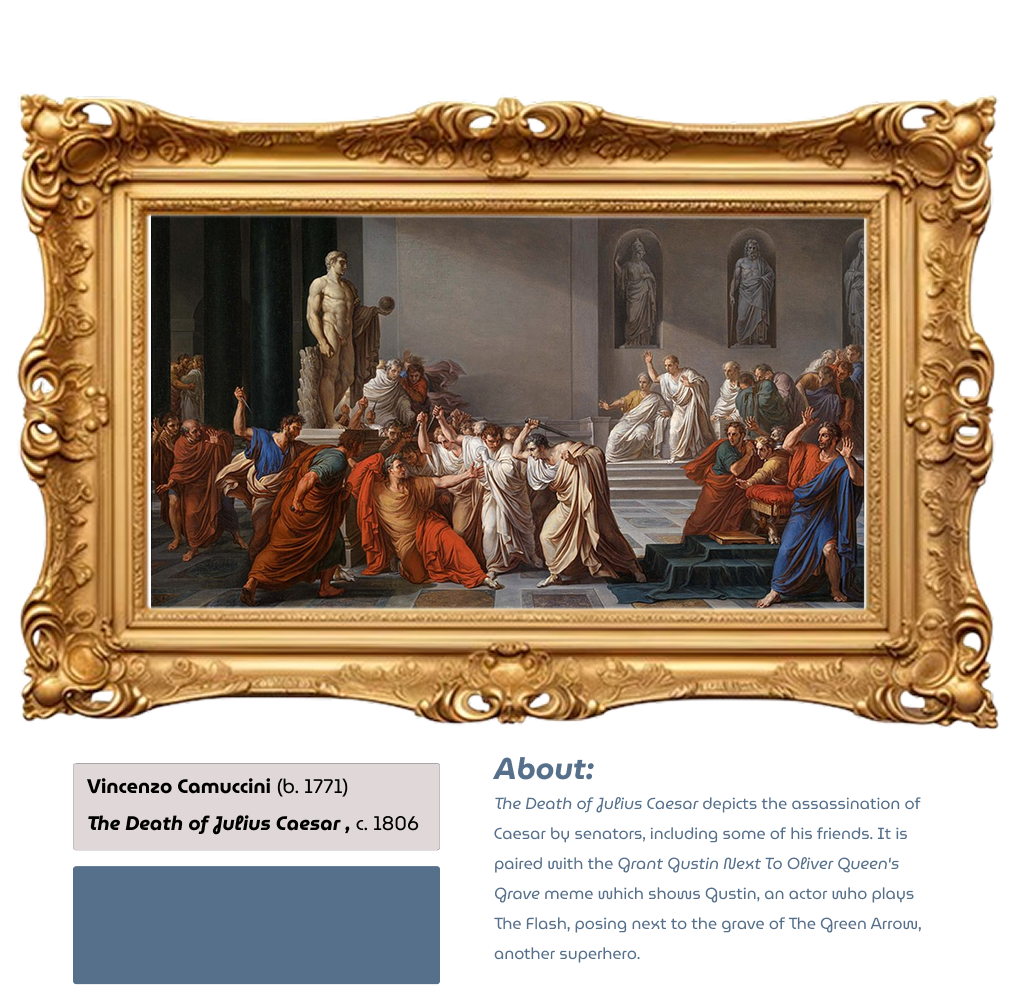 Vincenzo Camuccini (b. 1771)
The Death of Julius Caesar , c. 1806
About:
The Death of Julius Caesar depicts the assassination of
Caesar by senators, including some of his friends. It is
paired with the Grant Gustin Next To Oliver Queen's
Grave meme which shows Gustin, an actor who plays
The Flash, posing next to the grave of The Green Arrow,
another superhero.